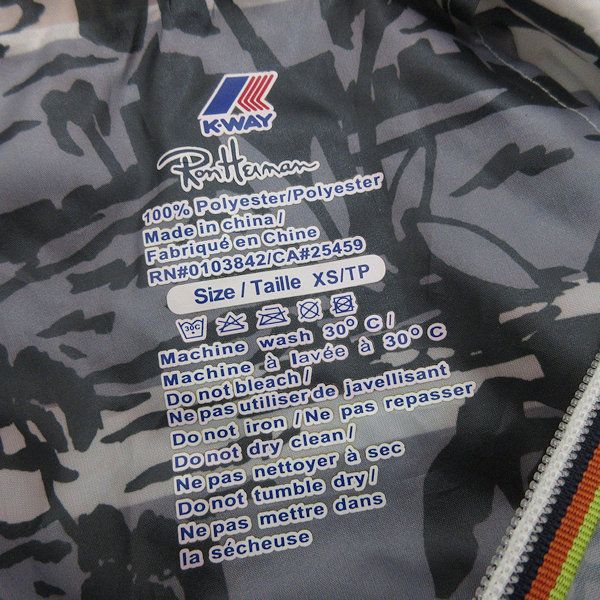 K-WAY
Ron Herman
100% Polyester/Polyester
Made in china /
Fabriqué en Chine
RN#0103842/CA#25459
Size / Taille XS/TP
Machine wash 30° C /
Machine à lavée à 30° C
Do not bleach /
Ne pas utiliser de javellisant
Do not iron / Ne pas repasser
Do not dry clean /
Ne pas nettoyer à sec
Do not tumble dry /
Ne pas mettre dans
la sécheuse